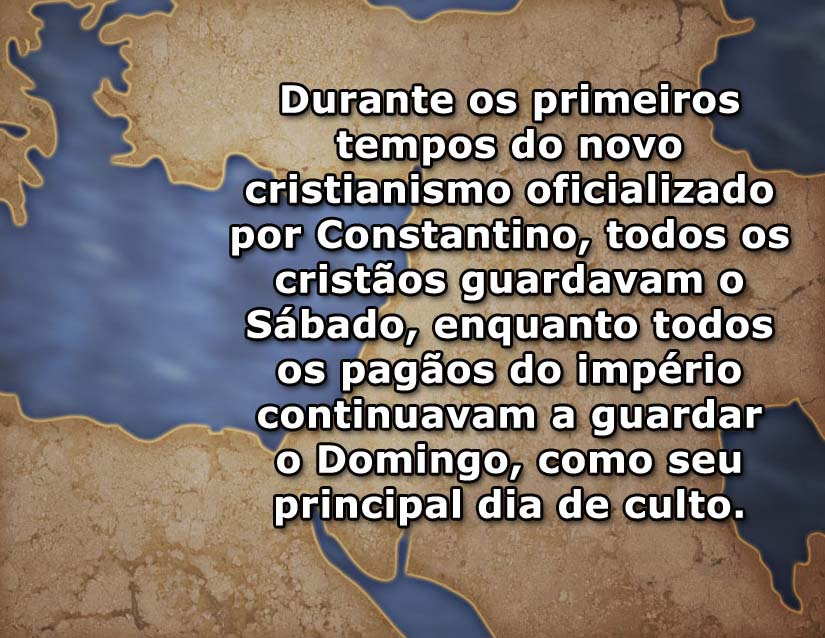 Durante os primeiros
tempos do novo
cristianismo oficializado
por Constantino, todos os
cristãos guardavam o
Sábado, enquanto todos
os pagãos do império
continuavam a guardar
o Domingo, como seu
principal dia de culto.